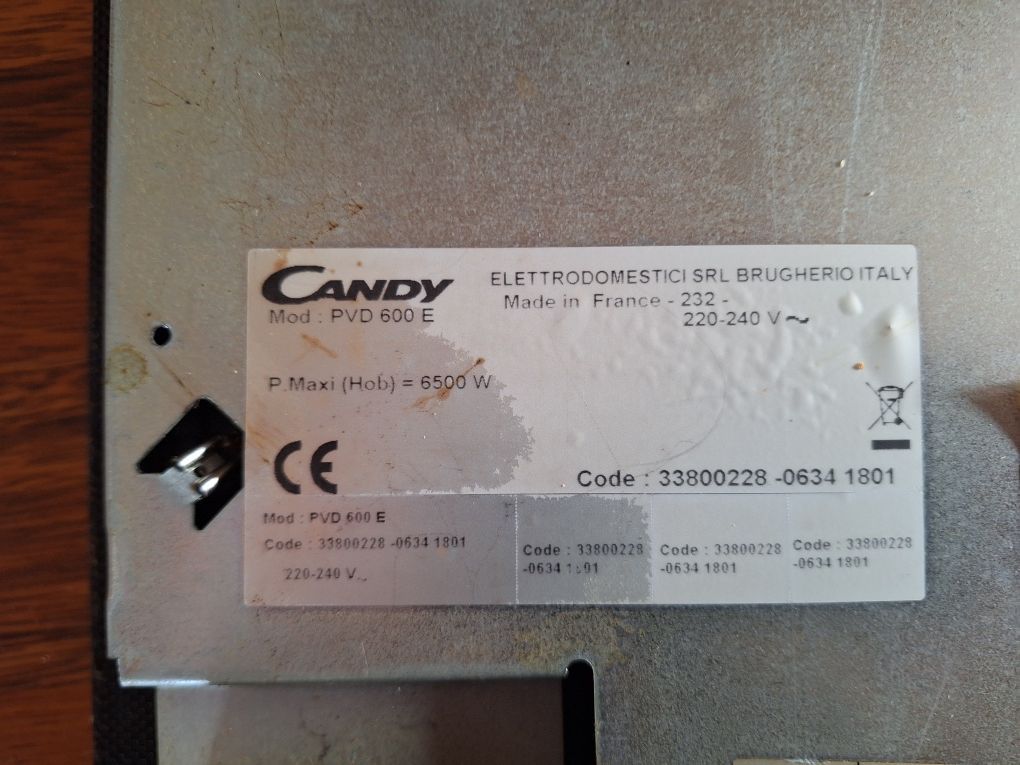 CANDY
ELETTRODOMESTICI SRL BRUGHERIO ITALY
Made in France - 232 -
Mod : PVD 600 E
220-240 V ~
P.Maxi (Hob) = 6500 W
CE
Code : 33800228 -0634 1801
Mod : PVD 600 E
Code : 33800228 -0634 1801
220-240 V~
Code : 33800228
-0634 1801
Code : 33800228
-0634 1801
Code : 33800228
-0634 1801